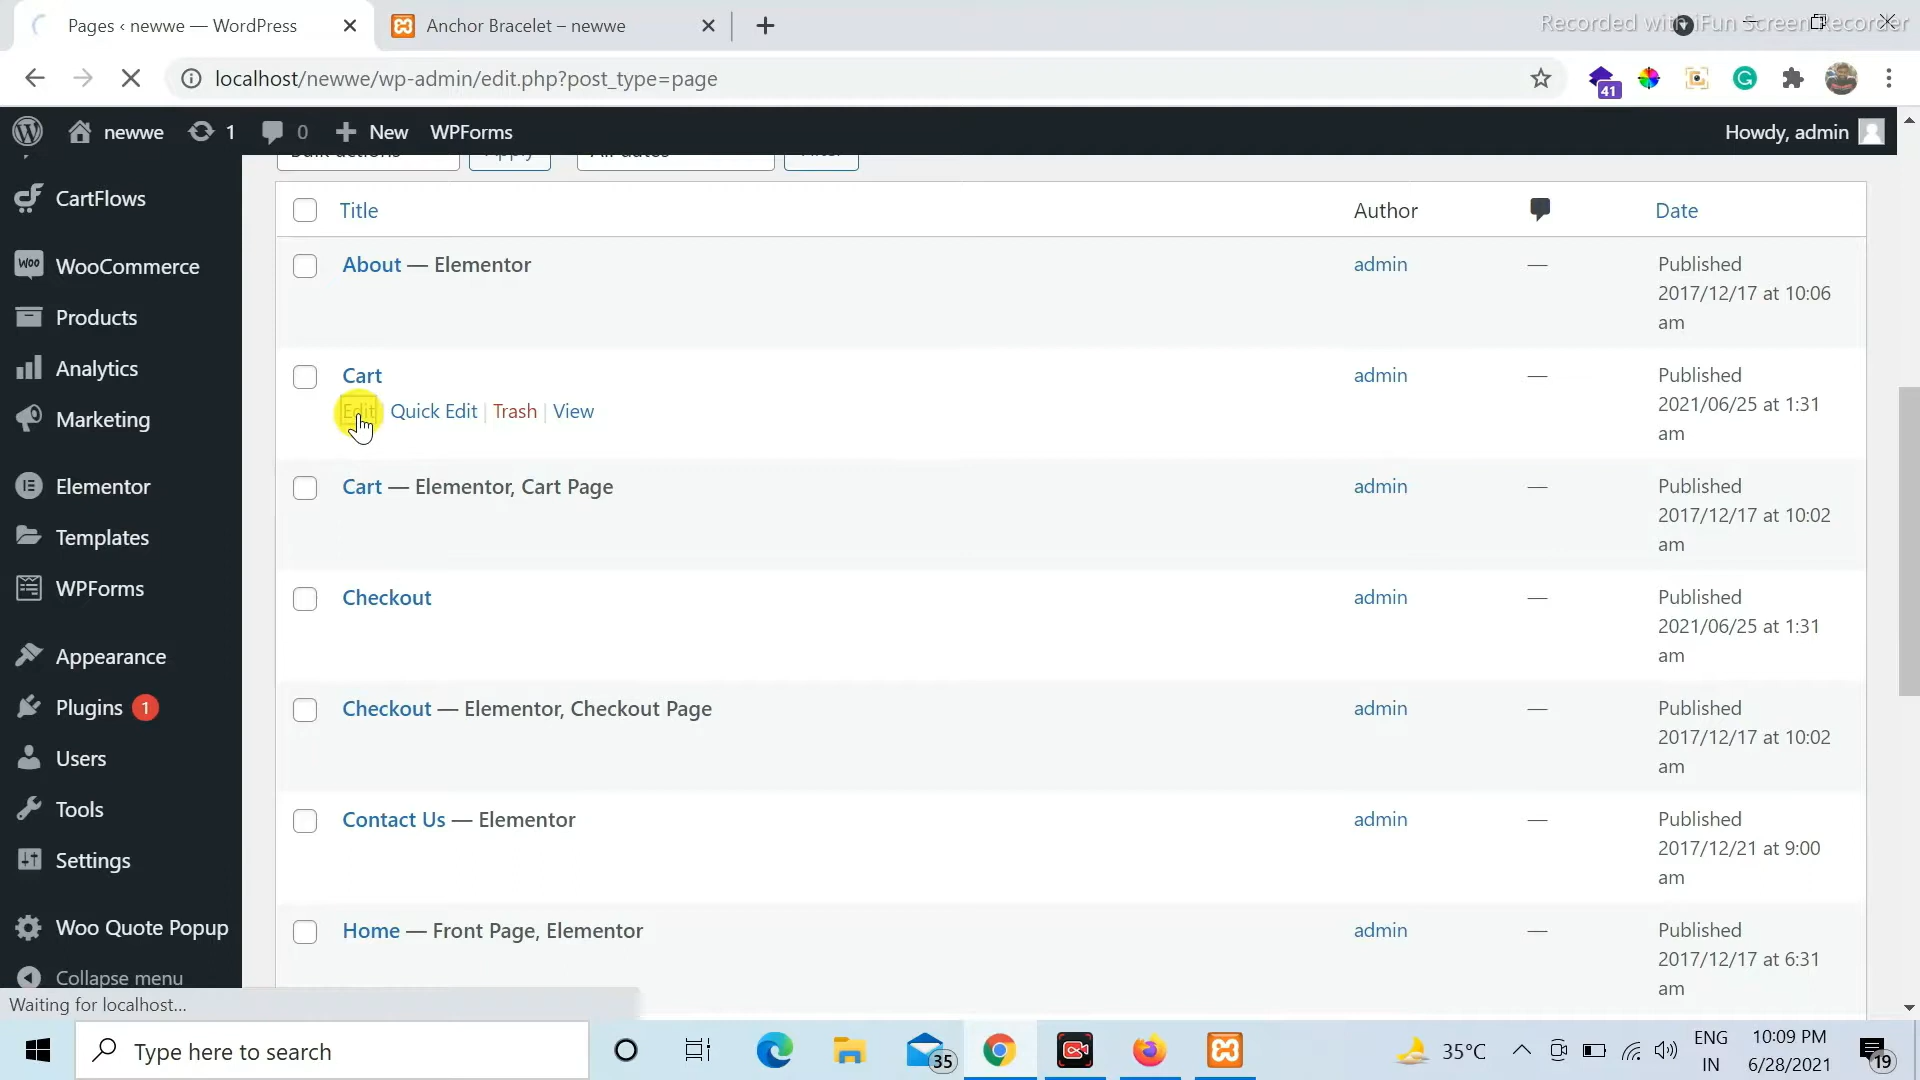 Pages ‹ newwe — WordPress
Anchor Bracelet – newwe
Recorded with iFun Screen Recorder
localhost/newwe/wp-admin/edit.php?post_type=page
41
newwe 1 0 New WPForms
Howdy, admin
Bulk actions Apply All dates Filter
CartFlows
WooCommerce
Products
Analytics
Marketing
Elementor
Templates
WPForms
Appearance
Plugins 1
Users
Tools
Settings
Woo Quote Popup
Collapse menu
Title Author Date
About — Elementor admin — Published
2017/12/17 at 10:06
am
Cart admin — Published
Edit Quick Edit | Trash | View 2021/06/25 at 1:31
am
Cart — Elementor, Cart Page admin — Published
2017/12/17 at 10:02
am
Checkout admin — Published
2021/06/25 at 1:31
am
Checkout — Elementor, Checkout Page admin — Published
2017/12/17 at 10:02
am
Contact Us — Elementor admin — Published
2017/12/21 at 9:00
am
Home — Front Page, Elementor admin — Published
2017/12/17 at 6:31
am
Waiting for localhost...
Type here to search
35
35°C
ENG
IN
10:09 PM
6/28/2021
19